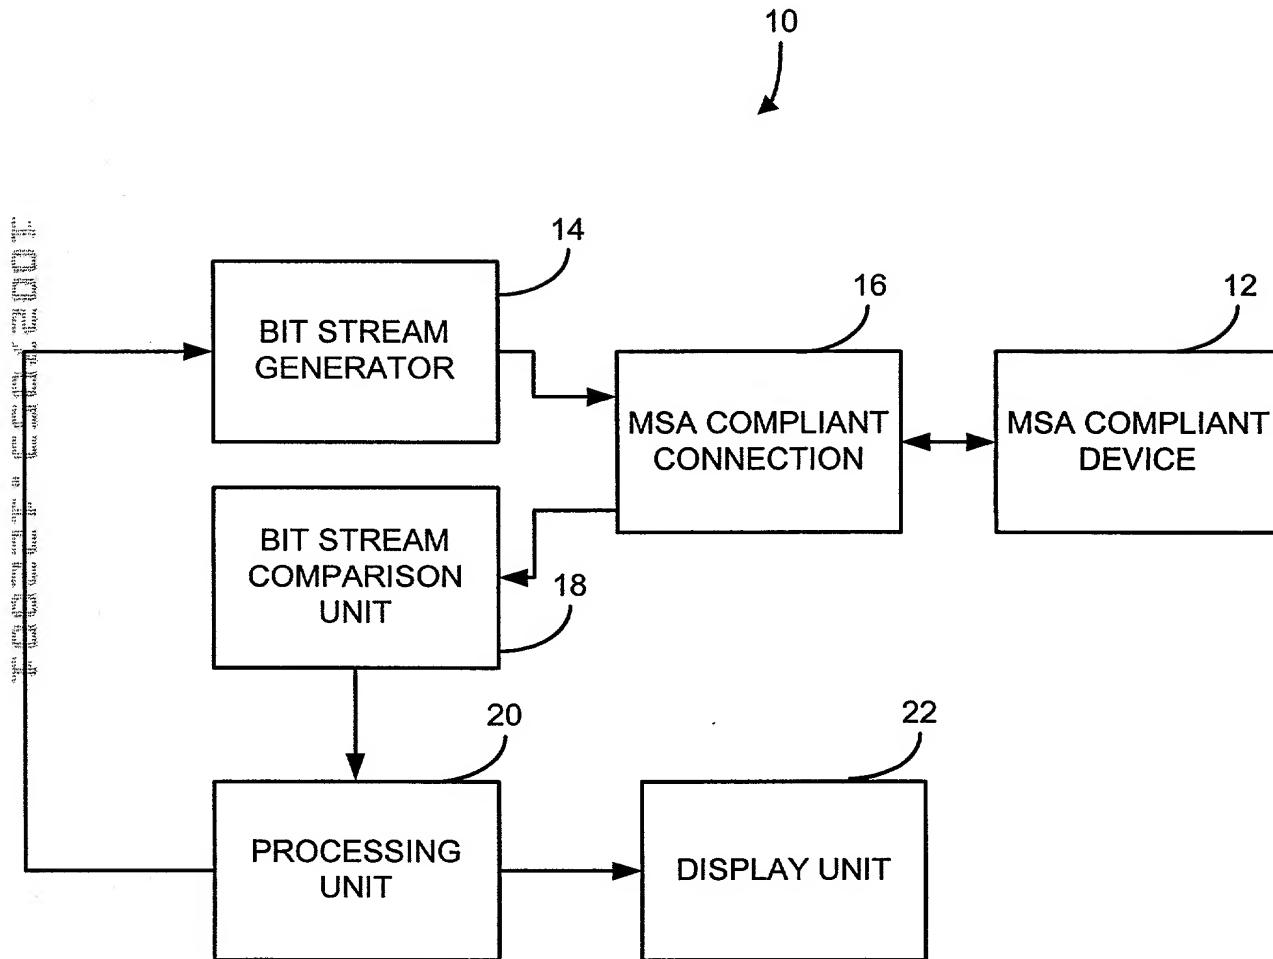 10
14
BIT STREAM
GENERATOR
16
MSA COMPLIANT
CONNECTION
12
MSA COMPLIANT
DEVICE
BIT STREAM
COMPARISON
UNIT
18
20
PROCESSING
UNIT
22
DISPLAY UNIT